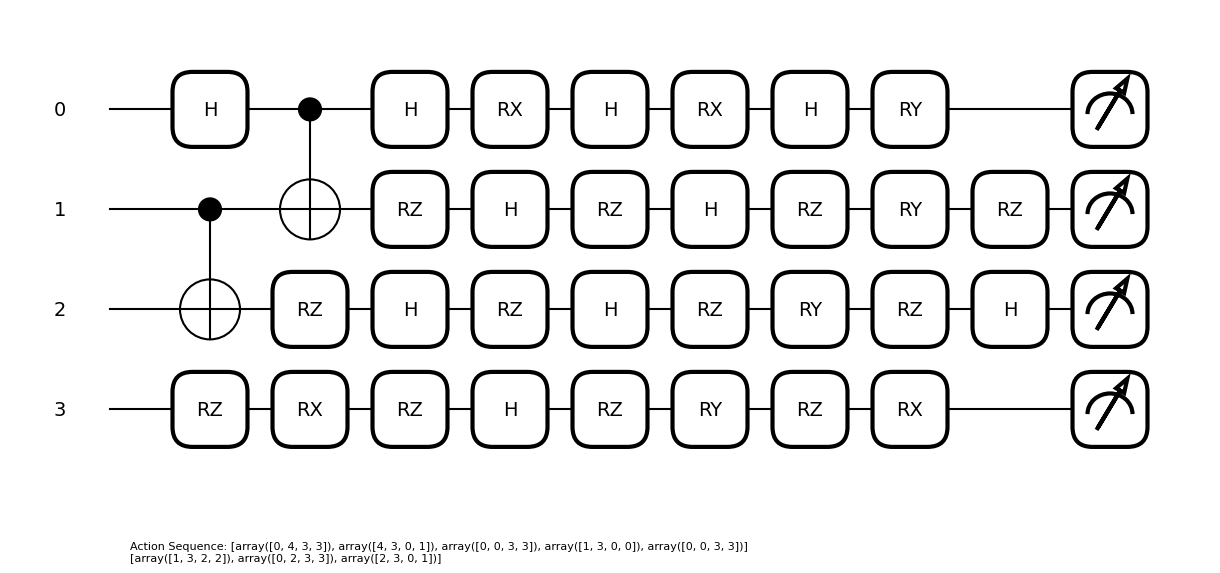 0 H H RX H RX H RY
1 RZ H RZ H RZ RY RZ
2 RZ H RZ H RZ RY RZ H
3 RZ RX RZ H RZ RY RZ RX
Action Sequence: [array([0, 4, 3, 3]), array([4, 3, 0, 1]), array([0, 0, 3, 3]), array([1, 3, 0, 0]), array([0, 0, 3, 3])]
[array([1, 3, 2, 2]), array([0, 2, 3, 3]), array([2, 3, 0, 1])]